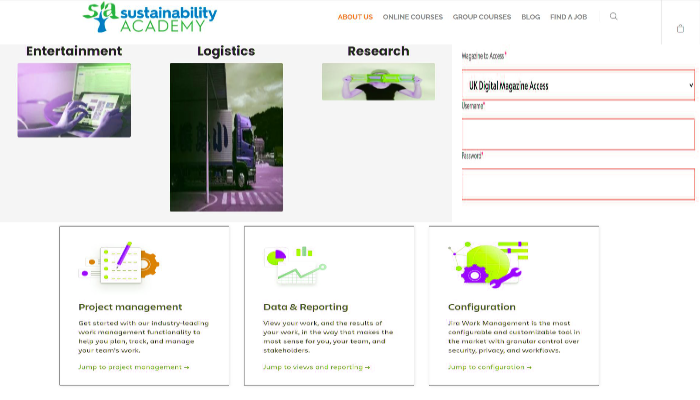 sustainability
ACADEMY
ABOUT US
ONLINE COURSES
GROUP COURSES
BLOG
FIND A JOB
Entertainment
Logistics
Research
Magazine to Access*
UK Digital Magazine Access
Username*
Password*
Project management
Get started with our industry-leading
work management functionality to
help you plan, track, and manage
your team's work.
Jump to project management →
Data & Reporting
View your work, and the results of
your work, in the way that makes the
most sense for you, your team, and
stakeholders.
Jump to views and reporting →
Configuration
Jira Work Management is the most
configurable and customizable tool in
the market with granular control over
security, privacy, and workflows.
Jump to configuration →